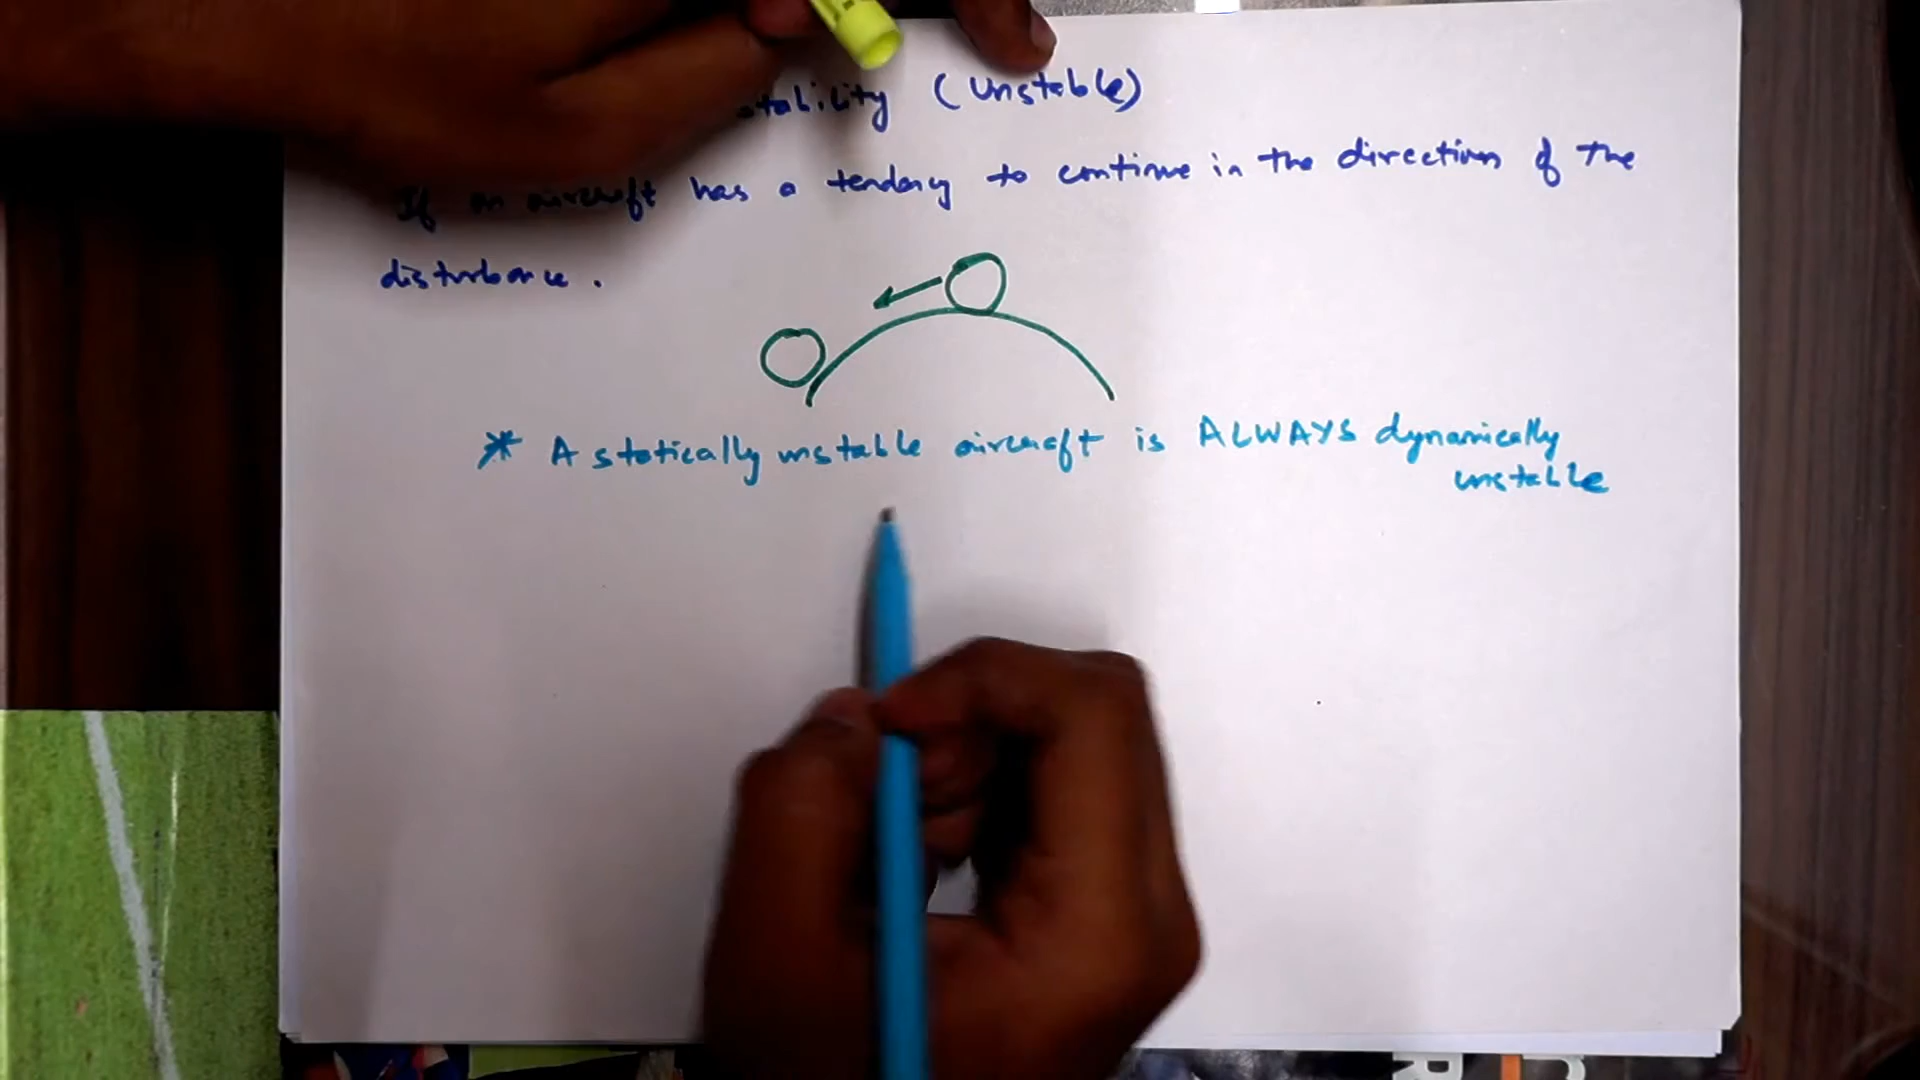 stability (Unstable)
If an aircraft has a tendency to continue in the direction of the
disturbance.
* A statically unstable aircraft is ALWAYS dynamically
unstable